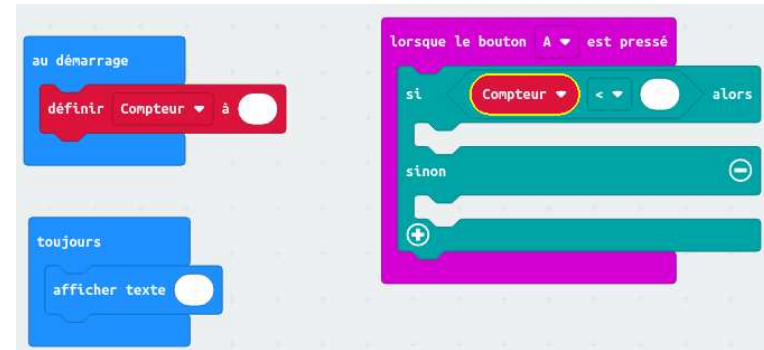 au démarrage
définir Compteur à
toujours
afficher texte
lorsque le bouton A est pressé
si Compteur < alors
sinon